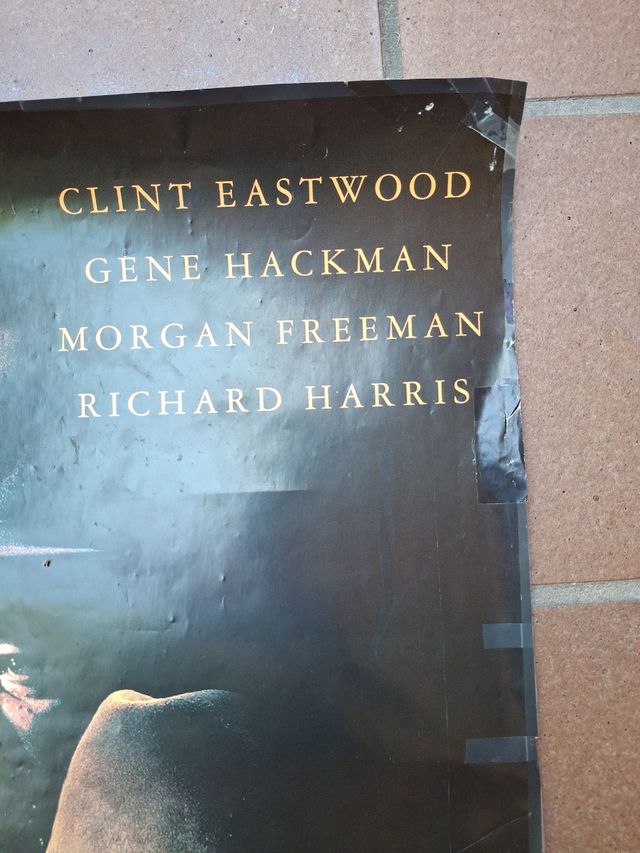 CLINT EASTWOOD
GENE HACKMAN
MORGAN FREEMAN
RICHARD HARRIS